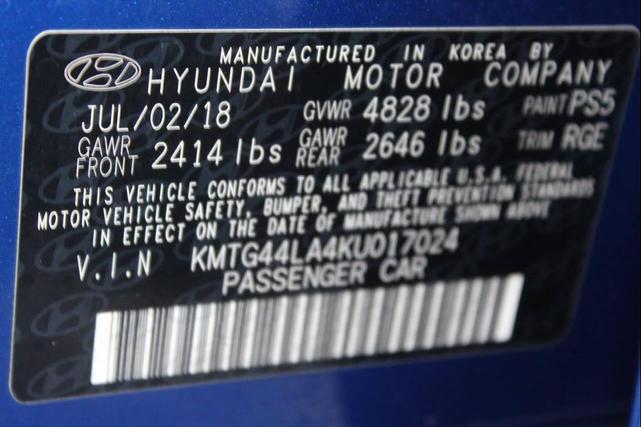 MANUFACTURED IN KOREA BY
HYUNDAI MOTOR COMPANY
JUL/02/18 GVWR 4828 lbs PAINT PS5
GAWR FRONT 2414 lbs GAWR REAR 2646 lbs TRIM RGE
THIS VEHICLE CONFORMS TO ALL APPLICABLE U.S.A. FEDERAL
MOTOR VEHICLE SAFETY, BUMPER, AND THEFT PREVENTION STANDARDS
IN EFFECT ON THE DATE OF MANUFACTURE SHOWN ABOVE
V.I.N KMTG44LA4KU017024
PASSENGER CAR